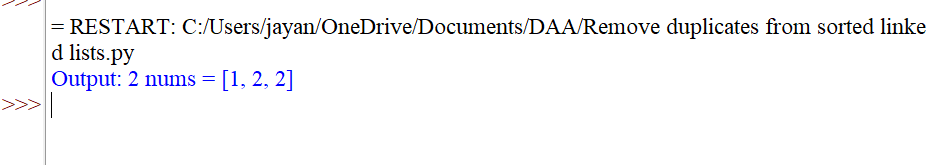 >>>
= RESTART: C:/Users/jayan/OneDrive/Documents/DAA/Remove duplicates from sorted linke
d lists.py
Output: 2 nums = [1, 2, 2]
>>>